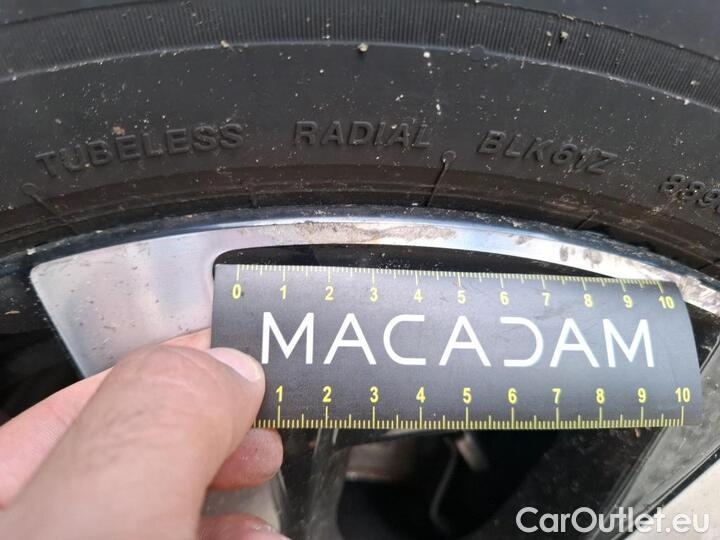 TUBELESS RADIAL BLK61Z
0 1 2 3 4 5 6 7 8 9 10
MACADAM
1 2 3 4 5 6 7 8 9 10
CarOutlet.eu